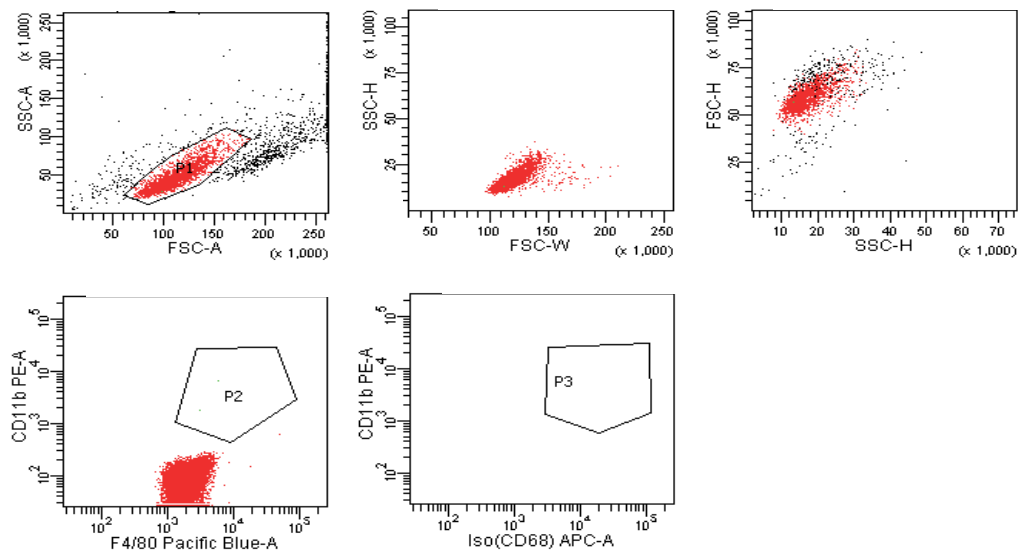 250
200
150
100
50
(x 1,000)
SSC-A
P1
50 100 150 200 250
FSC-A
(x 1,000)
100
75
50
25
(x 1,000)
SSC-H
50 100 150 200 250
FSC-W
(x 1,000)
100
75
50
25
(x 1,000)
FSC-H
10 20 30 40 50 60 70
SSC-H
(x 1,000)
10^5
10^4
10^3
10^2
CD11b PE-A
P2
10^2 10^3 10^4 10^5
F4/80 Pacific Blue-A
10^5
10^4
10^3
10^2
CD11b PE-A
P3
10^2 10^3 10^4 10^5
Iso(CD68) APC-A